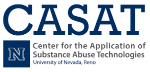 CASAT
N
Center for the Application of
Substance Abuse Technologies
University of Nevada, Reno